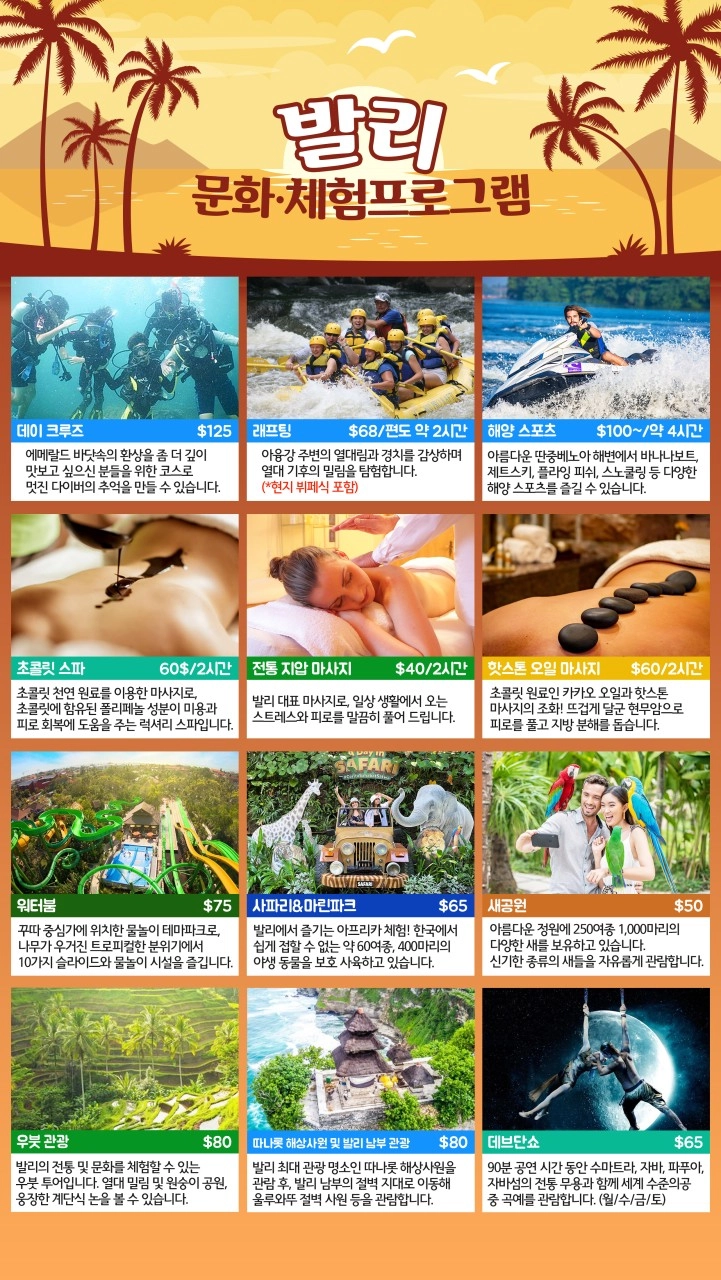 발리
문화·체험프로그램
데이 크루즈 $125
에메랄드 바닷속의 환상을 좀 더 깊이
맛보고 싶으신 분들을 위한 코스로
멋진 다이버의 추억을 만들 수 있습니다.
래프팅 $68/편도 약 2시간
아융강 주변의 열대림과 경치를 감상하며
열대 기후의 밀림을 탐험합니다.
(*현지 뷔페식 포함)
해양 스포츠 $100~/약 4시간
아름다운 딴중베노아 해변에서 바나나보트,
제트스키, 플라잉 피쉬, 스노쿨링 등 다양한
해양 스포츠를 즐길 수 있습니다.
초콜릿 스파 60$/2시간
초콜릿 천연 원료를 이용한 마사지로,
초콜릿에 함유된 폴리페놀 성분이 미용과
피로 회복에 도움을 주는 럭셔리 스파입니다.
전통 지압 마사지 $40/2시간
발리 대표 마사지로, 일상 생활에서 오는
스트레스와 피로를 말끔히 풀어 드립니다.
핫스톤 오일 마사지 $60/2시간
초콜릿 원료인 카카오 오일과 핫스톤
마사지의 조화! 뜨겁게 달군 현무암으로
피로를 풀고 지방 분해를 돕습니다.
워터붐 $75
꾸따 중심가에 위치한 물놀이 테마파크로,
나무가 우거진 트로피컬한 분위기에서
10가지 슬라이드와 물놀이 시설을 즐깁니다.
A Day in
SAFARI
SAFARI
사파리&마린파크 $65
발리에서 즐기는 아프리카 체험! 한국에서
쉽게 접할 수 없는 약 60여종, 400마리의
야생 동물을 보호 사육하고 있습니다.
새공원 $50
아름다운 정원에 250여종 1,000마리의
다양한 새를 보유하고 있습니다.
신기한 종류의 새들을 자유롭게 관람합니다.
우붓 관광 $80
발리의 전통 및 문화를 체험할 수 있는
우붓 투어입니다. 열대 밀림 및 원숭이 공원,
웅장한 계단식 논을 볼 수 있습니다.
따나롯 해상사원 및 발리 남부 관광 $80
발리 최대 관광 명소인 따나롯 해상사원을
관람 후, 발리 남부의 절벽 지대로 이동해
울루와뚜 절벽 사원 등을 관람합니다.
데브단쇼 $65
90분 공연 시간 동안 수마트라, 자바, 파푸아,
자바섬의 전통 무용과 함께 세계 수준의공
중 곡예를 관람합니다. (월/수/금/토)